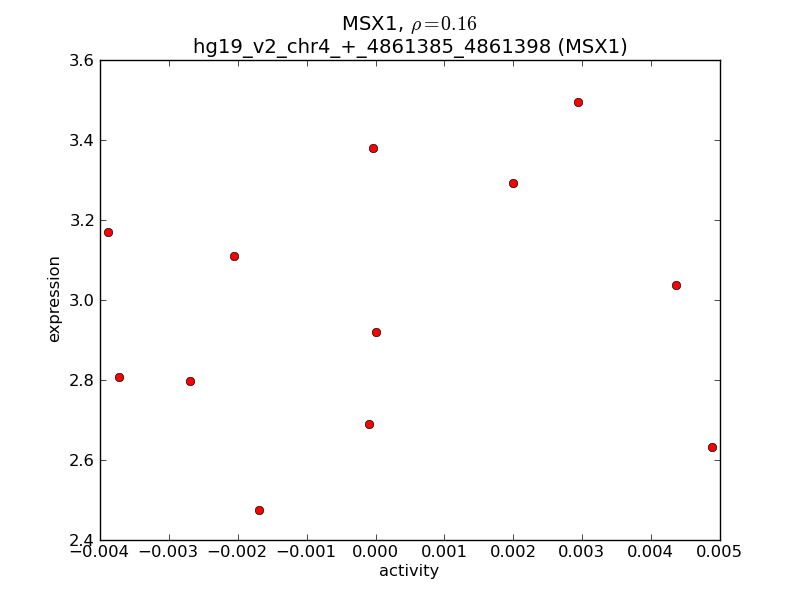 MSX1, ρ=0.16
hg19_v2_chr4_+_4861385_4861398 (MSX1)
3.6
3.4
3.2
3.0
2.8
2.6
2.4
expression
−0.004 −0.003 −0.002 −0.001 0.000 0.001 0.002 0.003 0.004 0.005
activity